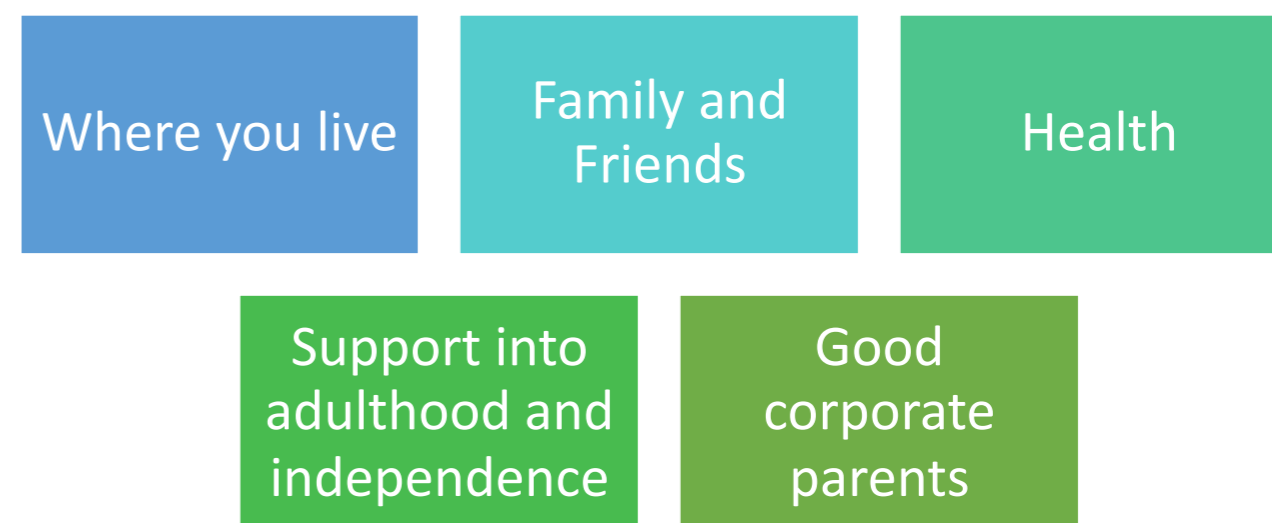 Where you live
Family and
Friends
Health
Support into
adulthood and
independence
Good
corporate
parents